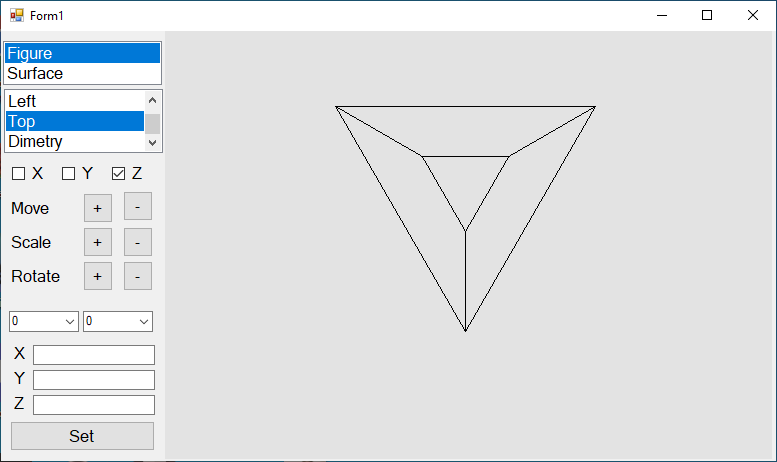 Form1
Figure
Surface
Left
Top
Dimetry
X Y Z
Move + -
Scale + -
Rotate + -
0 0
X
Y
Z
Set